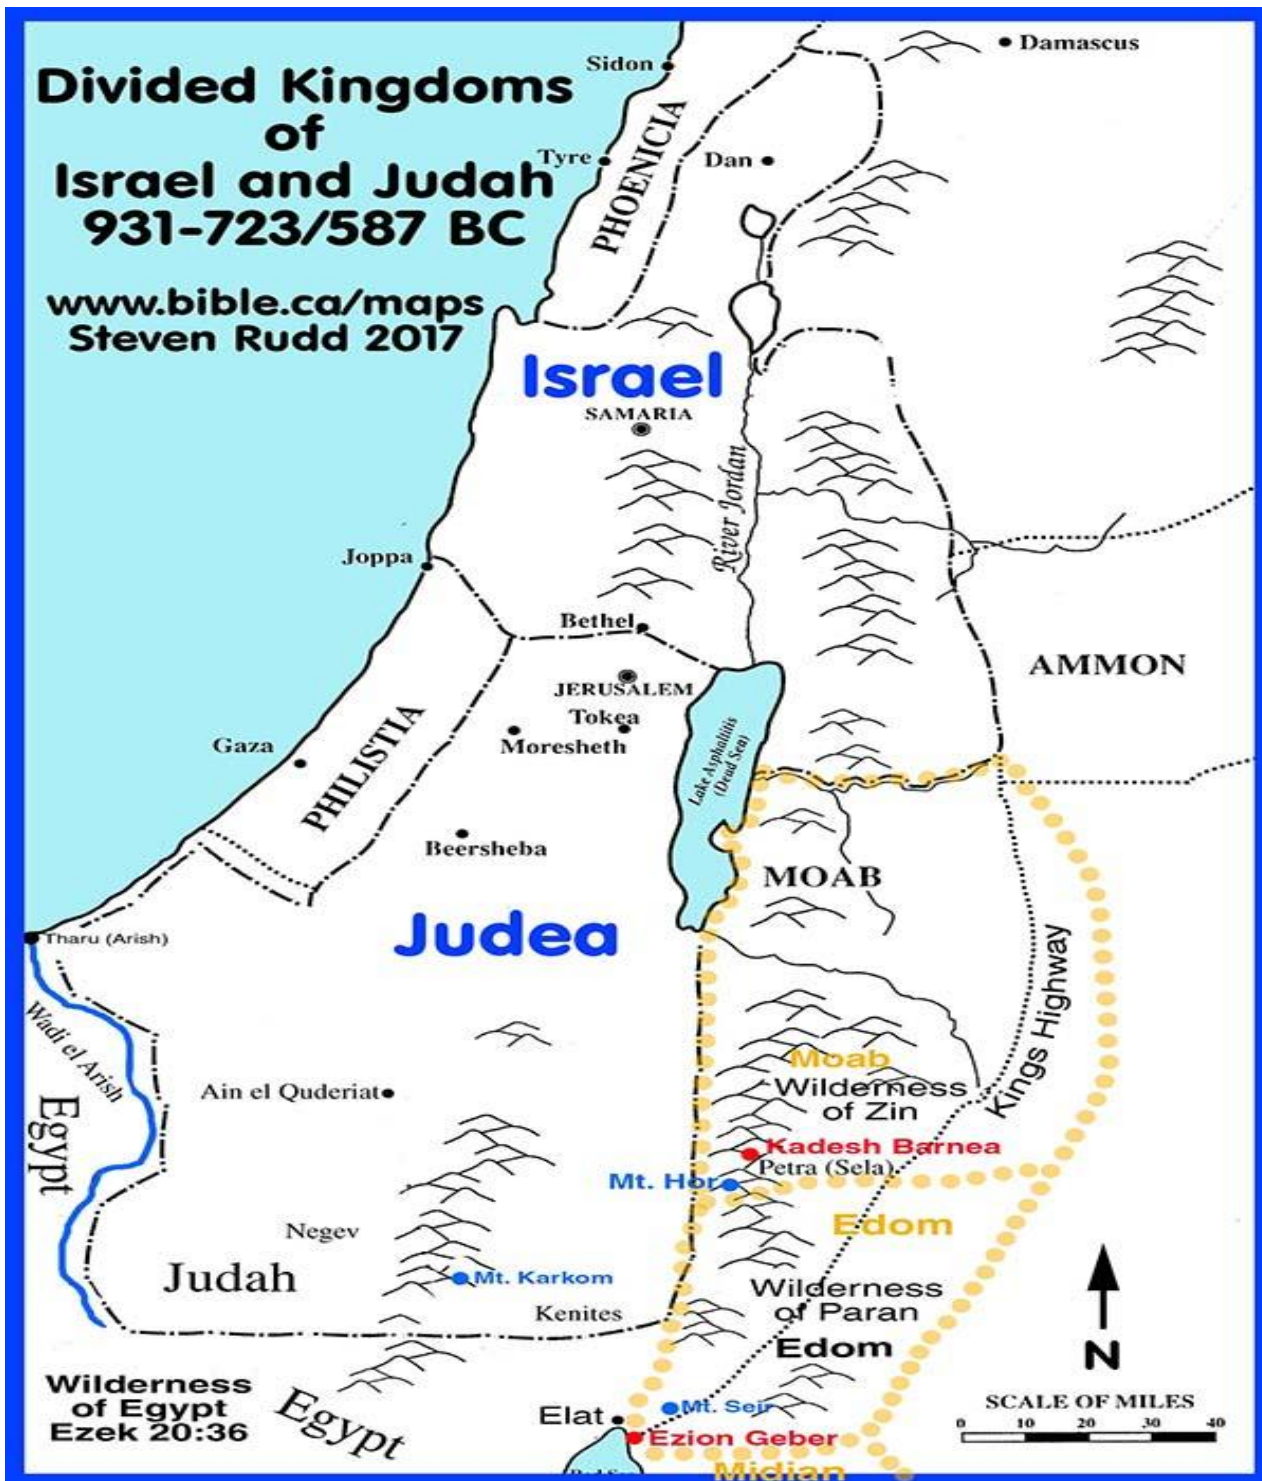 Divided Kingdoms
of
Israel and Judah
931-723/587 BC
www.bible.ca/maps
Steven Rudd 2017
Sidon
Damascus
Tyre
PHOENICIA
Dan
Israel
SAMARIA
River Jordan
Joppa
Bethel
AMMON
JERUSALEM
Tokea
Moresheth
Gaza
PHILISTIA
Lake Asphaltitis
(Dead Sea)
Beersheba
MOAB
Judea
Tharu (Arish)
Wadi el Arish
Kings Highway
Moab
Wilderness
of Zin
Ain el Quderiat
Egypt
Kadesh Barnea
Petra (Sela)
Mt. Hor
Edom
Negev
Judah
Mt. Karkom
Kenites
Wilderness
of Paran
Edom
N
Wilderness
of Egypt
Ezek 20:36
Egypt
Elat
Mt. Seir
Ezion Geber
SCALE OF MILES
0 10 20 30 40
Red Sea
Midian